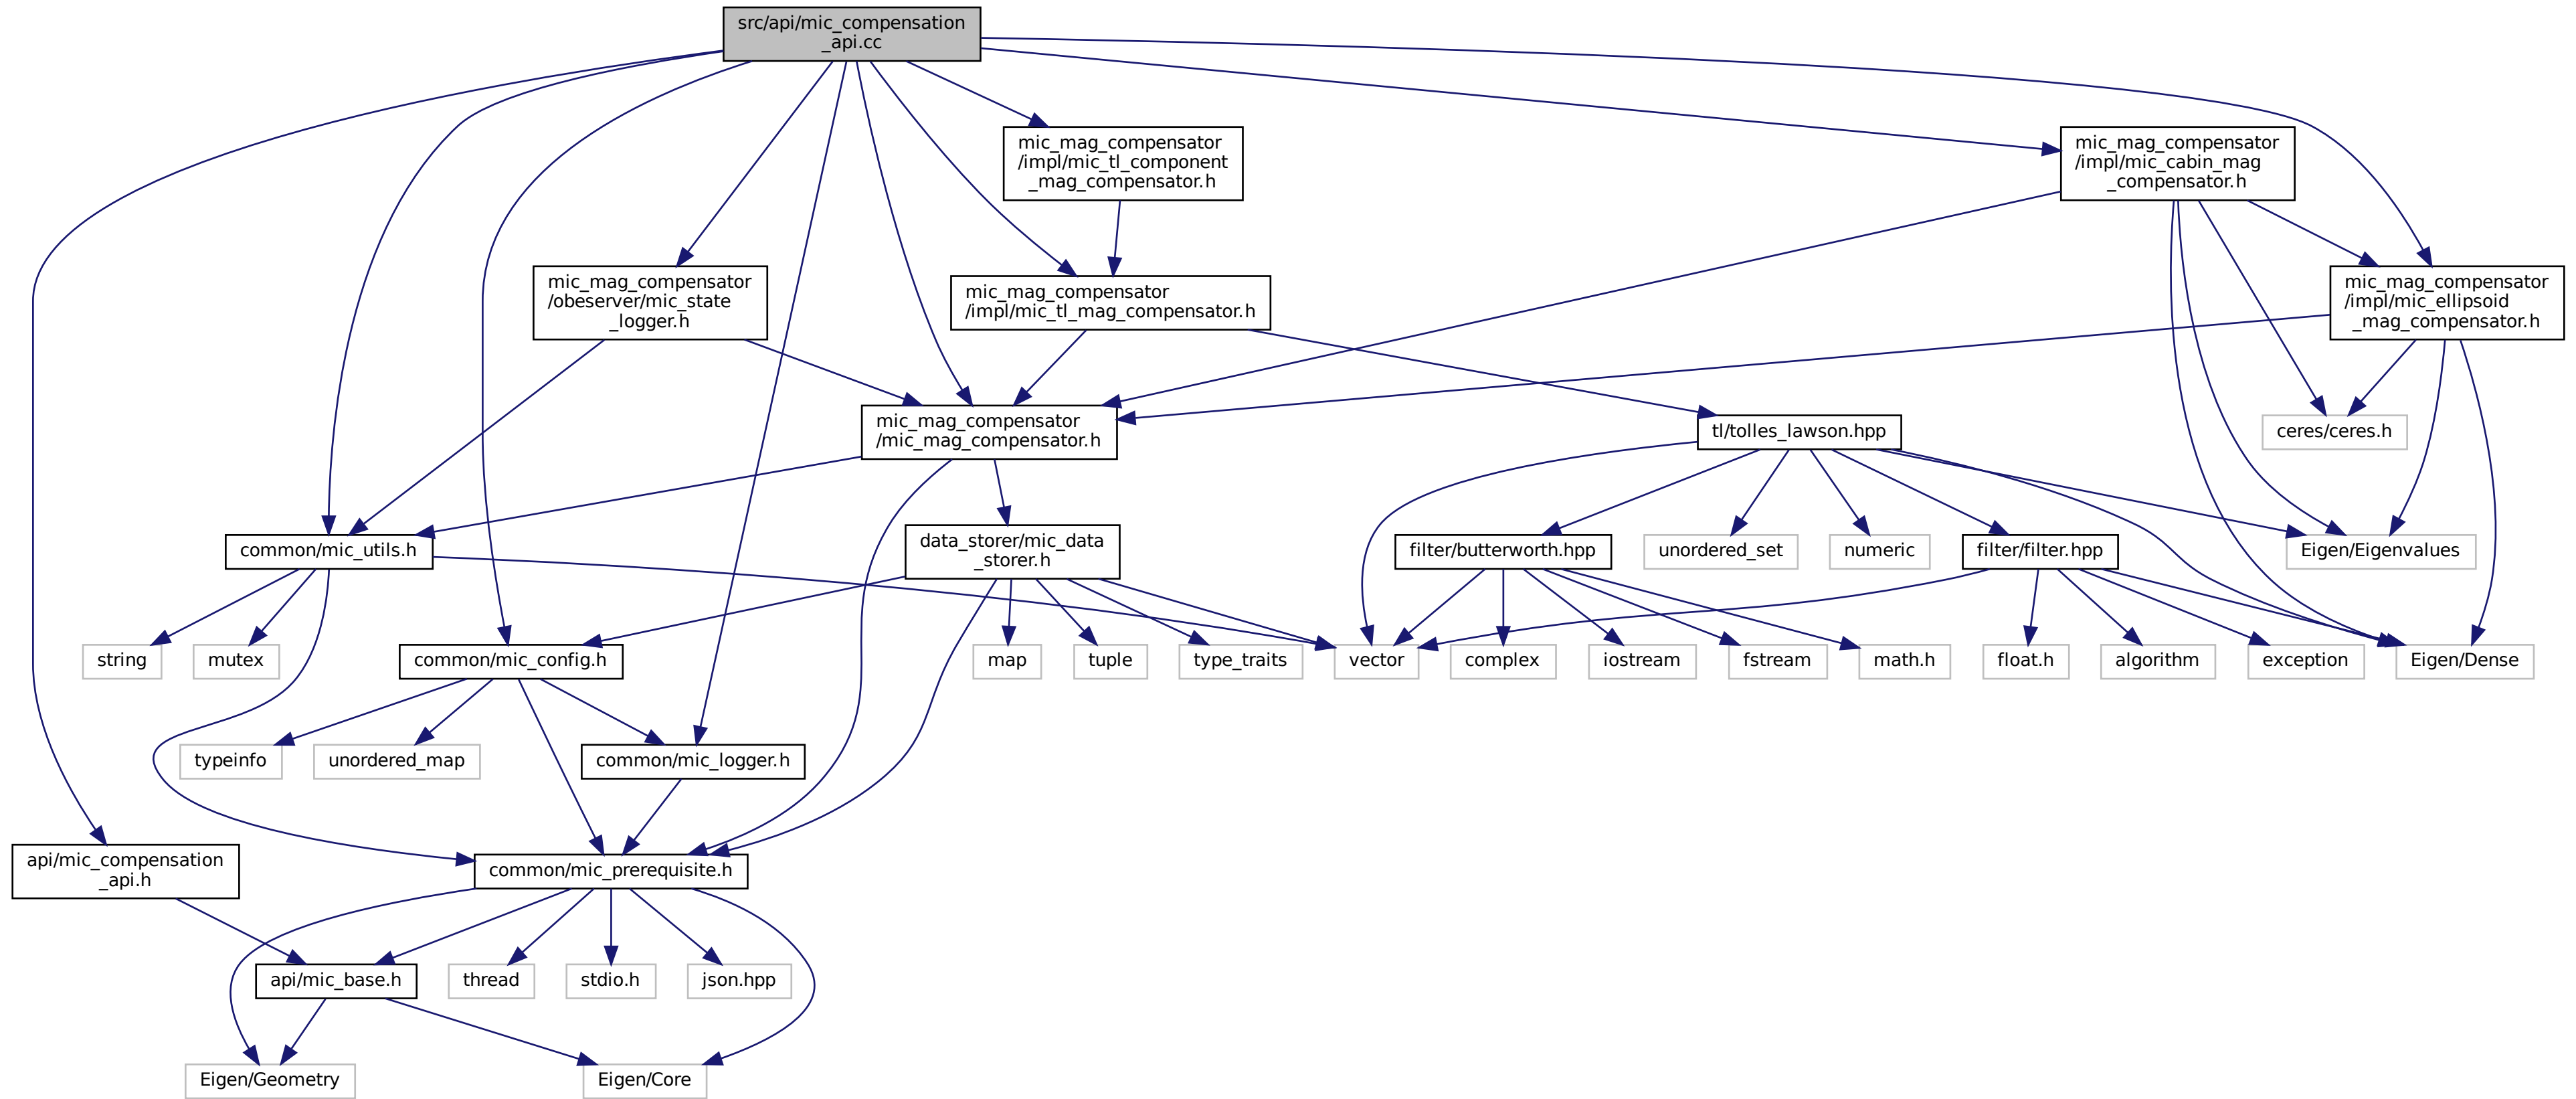 src/api/mic_compensation
_api.cc
mic_mag_compensator
/impl/mic_tl_component
_mag_compensator.h
mic_mag_compensator
/impl/mic_cabin_mag
_compensator.h
mic_mag_compensator
/obeserver/mic_state
_logger.h
mic_mag_compensator
/impl/mic_tl_mag_compensator.h
mic_mag_compensator
/impl/mic_ellipsoid
_mag_compensator.h
mic_mag_compensator
/mic_mag_compensator.h
tl/tolles_lawson.hpp
ceres/ceres.h
common/mic_utils.h
data_storer/mic_data
_storer.h
filter/butterworth.hpp
unordered_set
numeric
filter/filter.hpp
Eigen/Eigenvalues
string
mutex
common/mic_config.h
map
tuple
type_traits
vector
complex
iostream
fstream
math.h
float.h
algorithm
exception
Eigen/Dense
typeinfo
unordered_map
common/mic_logger.h
api/mic_compensation
_api.h
common/mic_prerequisite.h
api/mic_base.h
thread
stdio.h
json.hpp
Eigen/Geometry
Eigen/Core